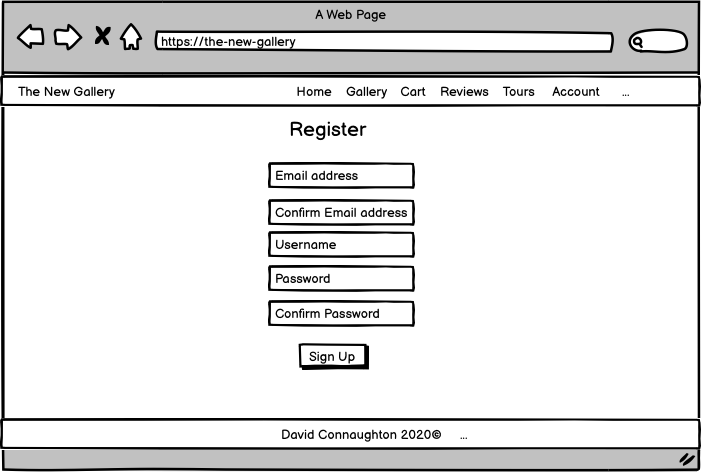 A Web Page
https://the-new-gallery
The New Gallery Home Gallery Cart Reviews Tours Account ...
Register
Email address
Confirm Email address
Username
Password
Confirm Password
Sign Up
David Connaughton 2020© ...